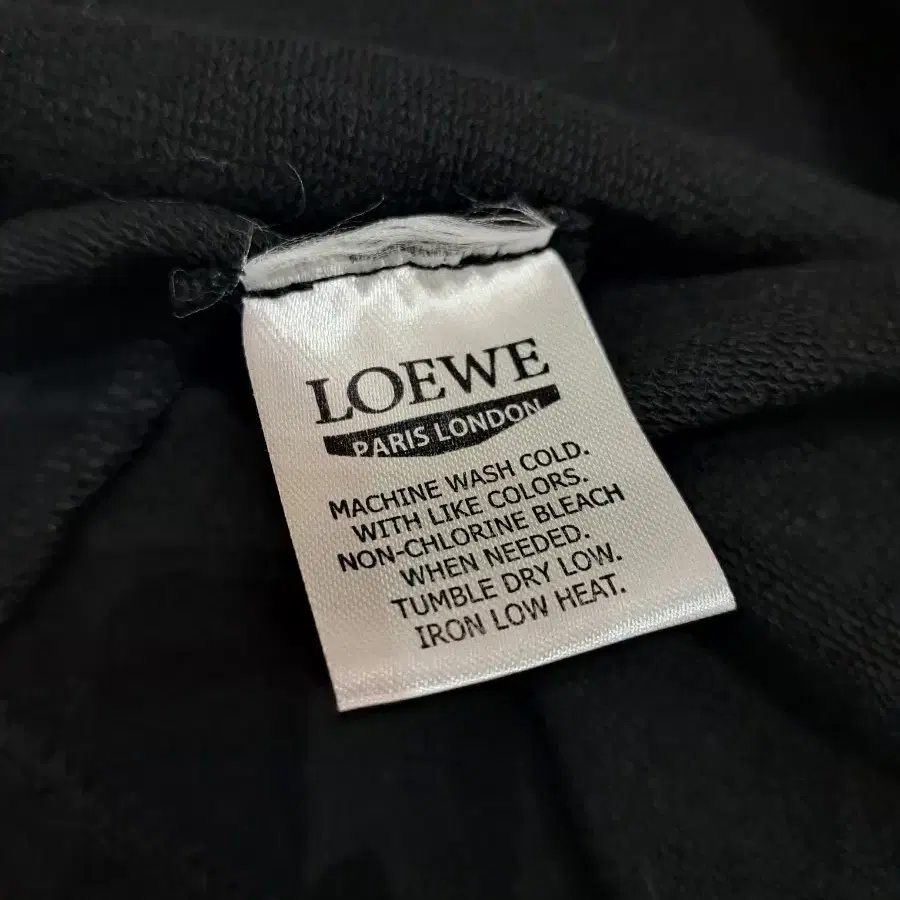 LOEWE
PARIS LONDON
MACHINE WASH COLD.
WITH LIKE COLORS.
NON-CHLORINE BLEACH
WHEN NEEDED.
TUMBLE DRY LOW.
IRON LOW HEAT.